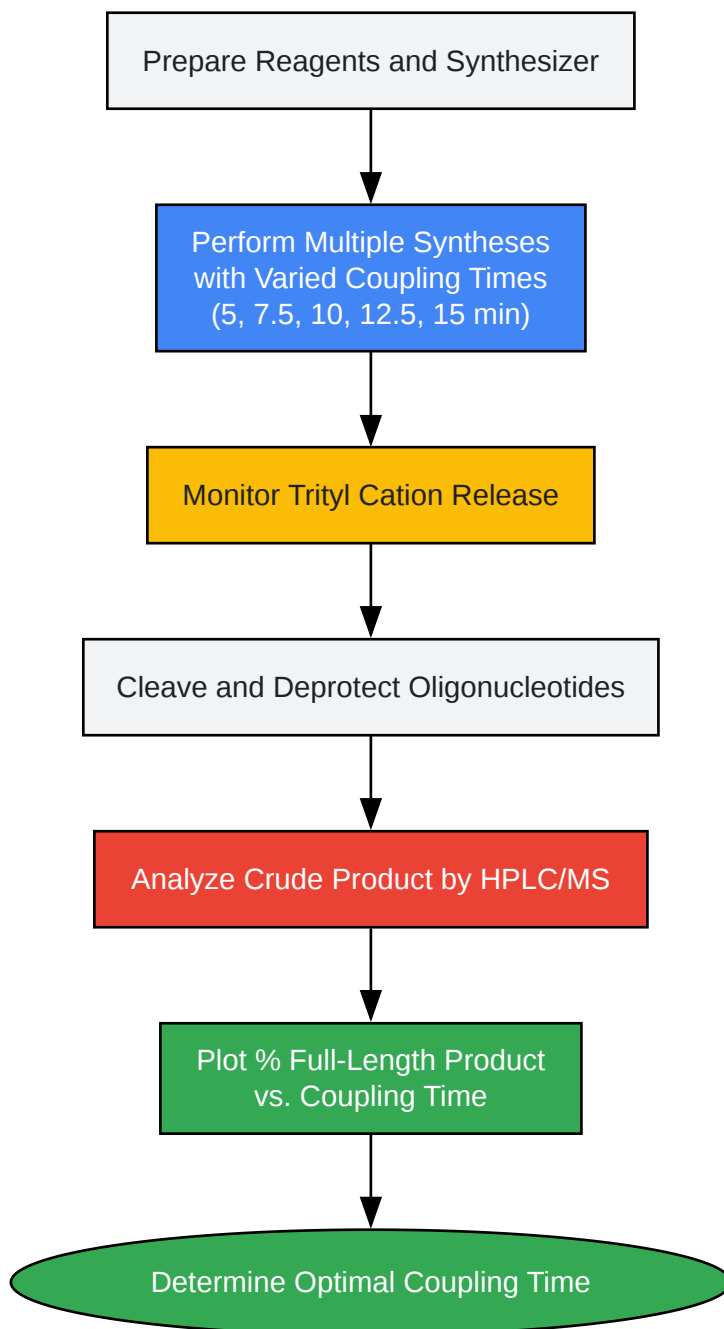 Prepare Reagents and Synthesizer
Perform Multiple Syntheses
with Varied Coupling Times
(5, 7.5, 10, 12.5, 15 min)
Monitor Trityl Cation Release
Cleave and Deprotect Oligonucleotides
Analyze Crude Product by HPLC/MS
Plot % Full-Length Product
vs. Coupling Time
Determine Optimal Coupling Time